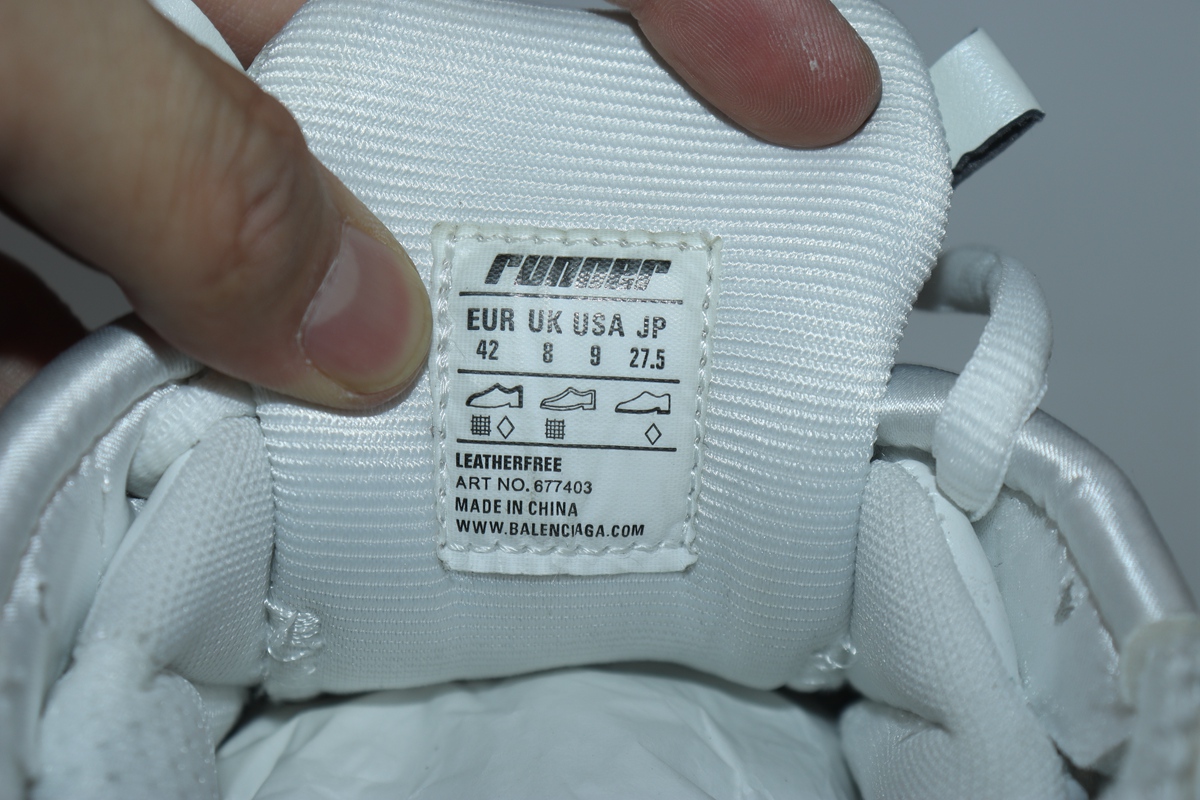 runner
EUR UK USA JP
42 8 9 27.5
LEATHERFREE
ART NO. 677403
MADE IN CHINA
WWW.BALENCIAGA.COM